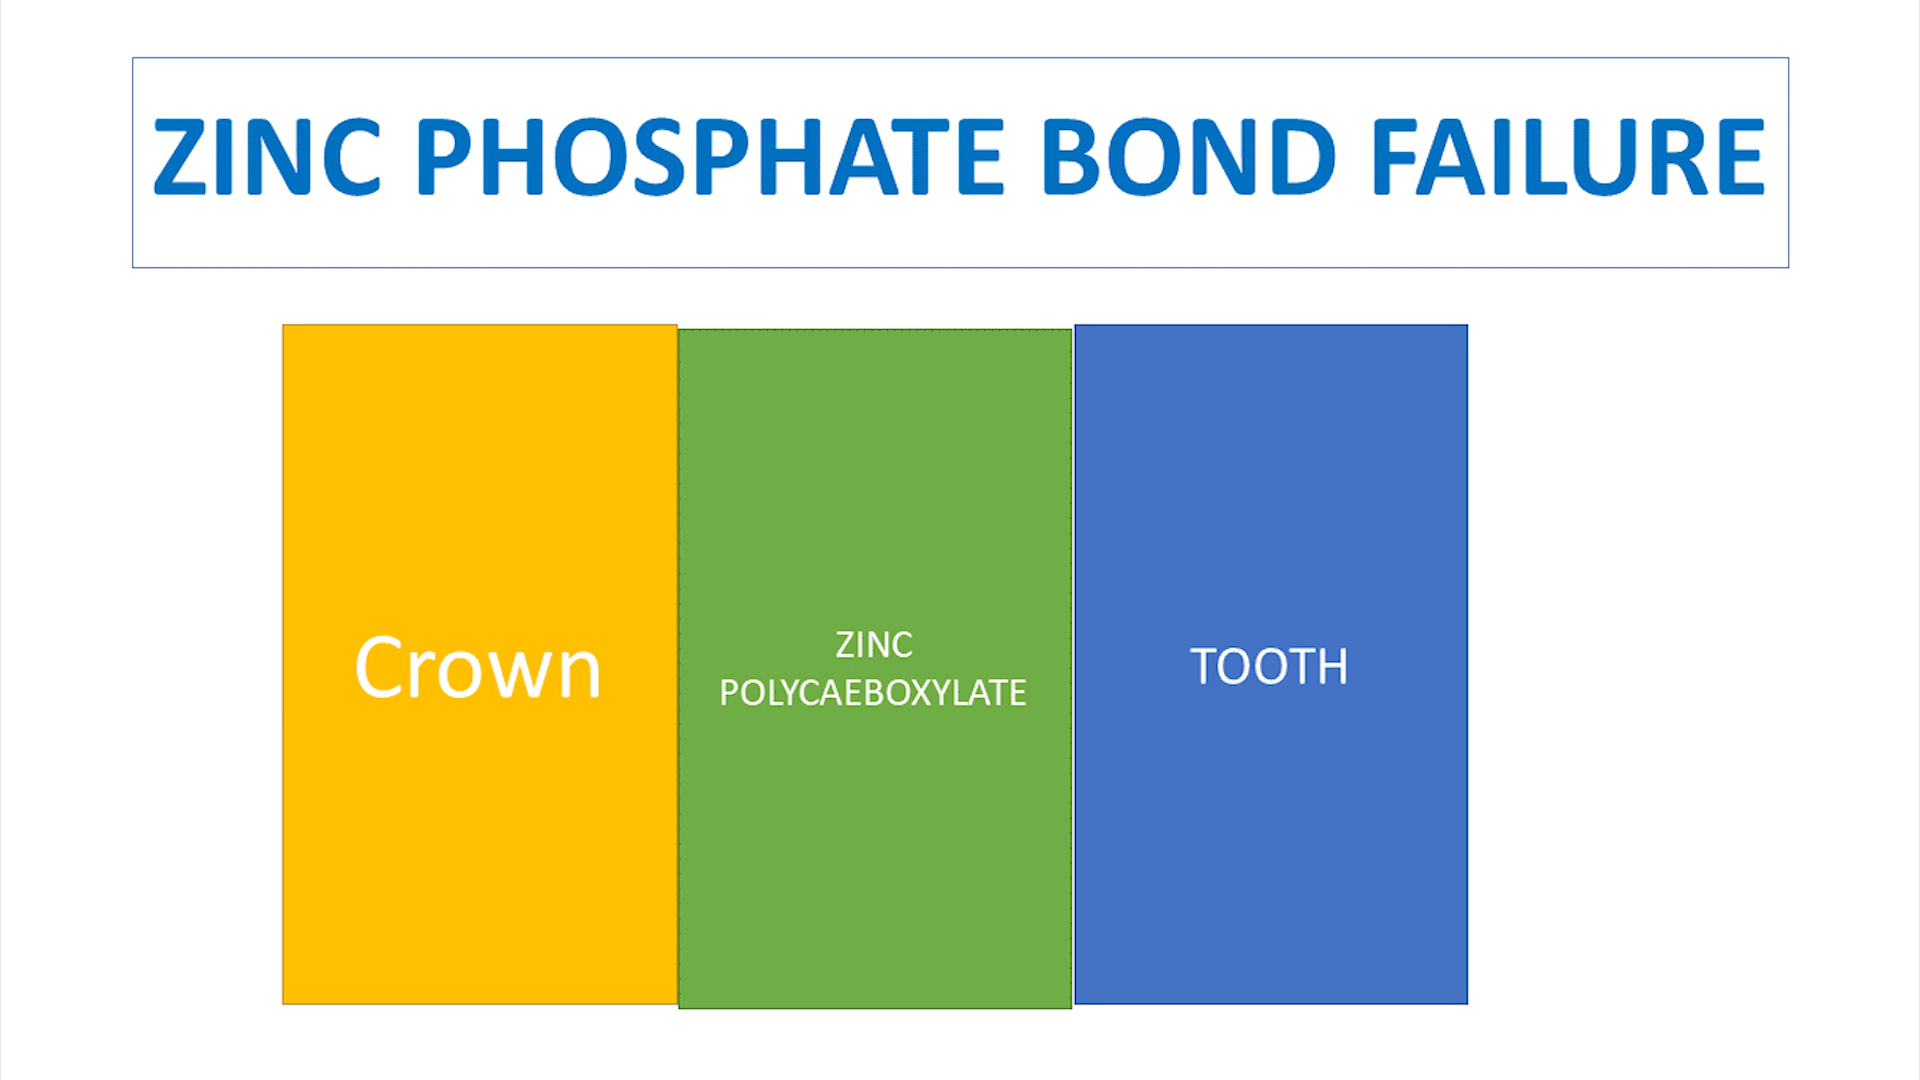 ZINC PHOSPHATE BOND FAILURE
Crown
ZINC
POLYCAEBOXYLATE
TOOTH